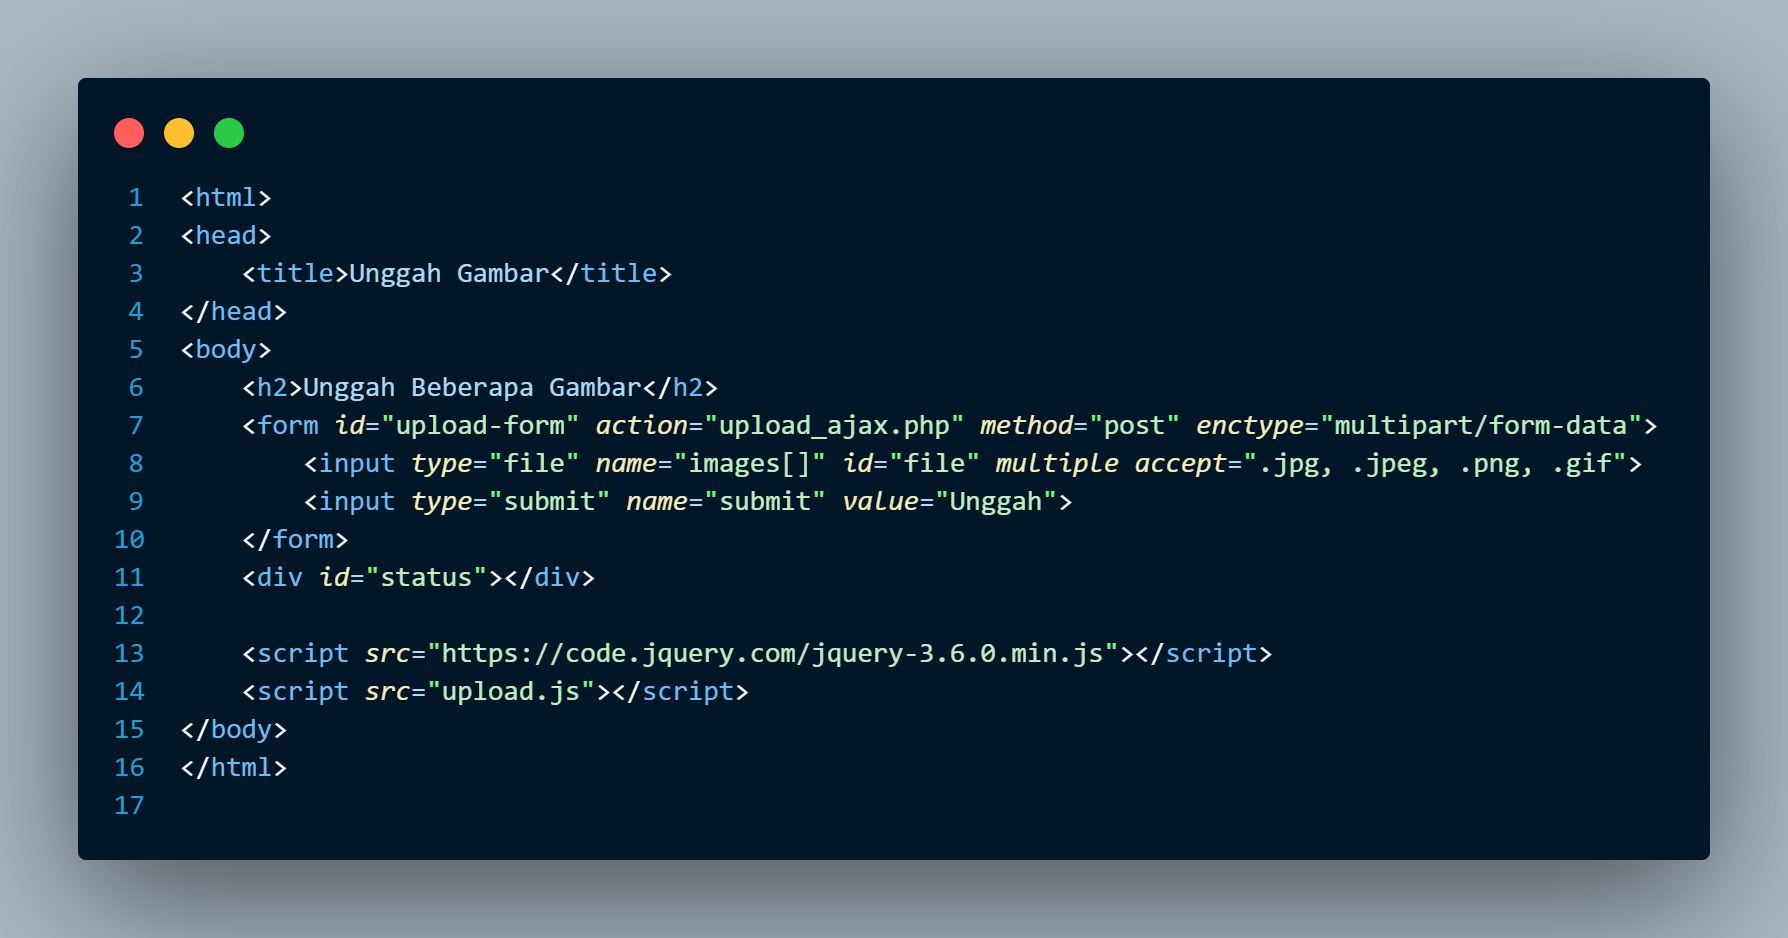 1 <html>
2 <head>
3     <title>Unggah Gambar</title>
4 </head>
5 <body>
6     <h2>Unggah Beberapa Gambar</h2>
7     <form id="upload-form" action="upload_ajax.php" method="post" enctype="multipart/form-data">
8         <input type="file" name="images[]" id="file" multiple accept=".jpg, .jpeg, .png, .gif">
9         <input type="submit" name="submit" value="Unggah">
10     </form>
11     <div id="status"></div>
12
13     <script src="https://code.jquery.com/jquery-3.6.0.min.js"></script>
14     <script src="upload.js"></script>
15 </body>
16 </html>
17